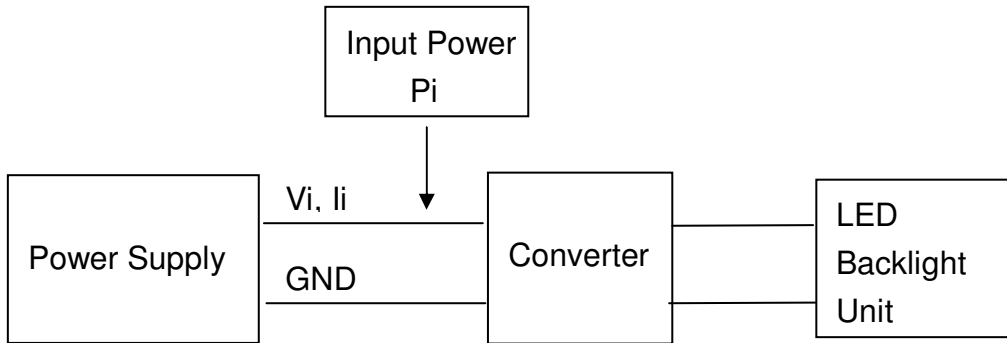 Input Power
Pi
Vi, Ii
Power Supply
GND
Converter
LED
Backlight
Unit